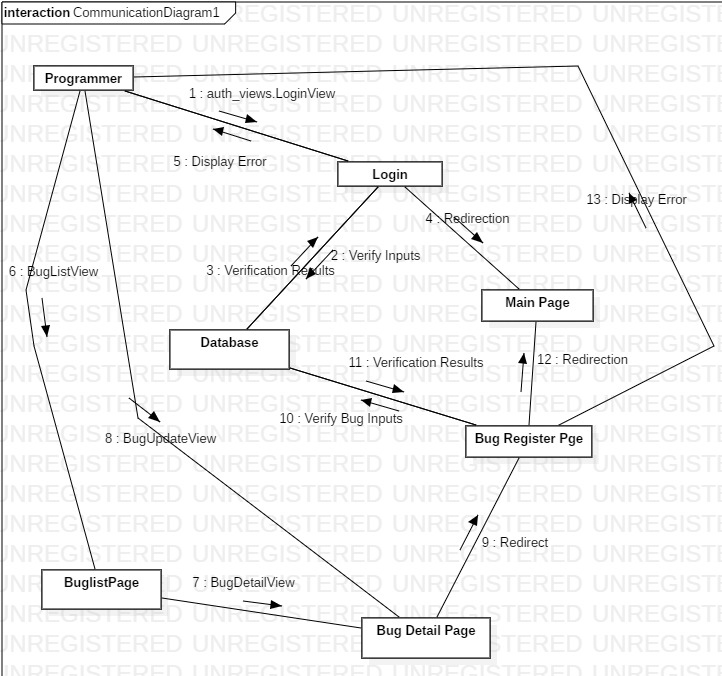 interaction CommunicationDiagram1
Programmer
1 : auth_views.LoginView
5 : Display Error
Login
13 : Display Error
4 : Redirection
6 : BugListView
3 : Verification Results
2 : Verify Inputs
Main Page
Database
11 : Verification Results
12 : Redirection
10 : Verify Bug Inputs
8 : BugUpdateView
Bug Register Pge
9 : Redirect
BuglistPage
7 : BugDetailView
Bug Detail Page
UNREGISTERED